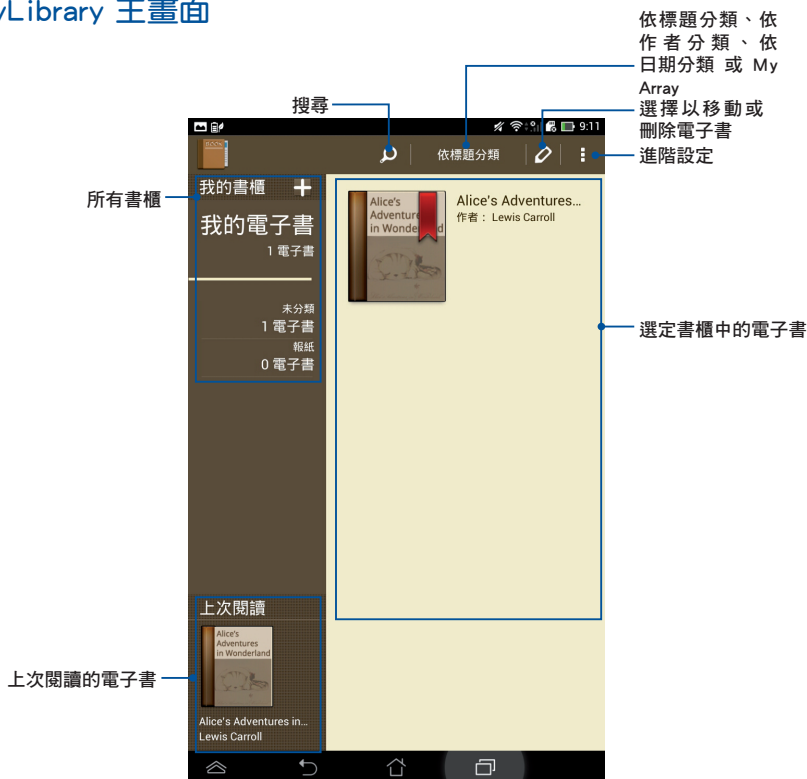 yLibrary 主畫面
依標題分類、依
作者分類、依
日期分類 或 My
Array
選擇以移動或
刪除電子書
進階設定
搜尋
9:11
依標題分類
所有書櫃
我的書櫃
我的電子書
1 電子書
未分類
1 電子書
報紙
0 電子書
Alice's
Adventure
in Wonde d
Alice's Adventures...
作者： Lewis Carroll
選定書櫃中的電子書
上次閱讀
Alice's
Adventures
in Wonderland
上次閱讀的電子書
Alice's Adventures in...
Lewis Carroll